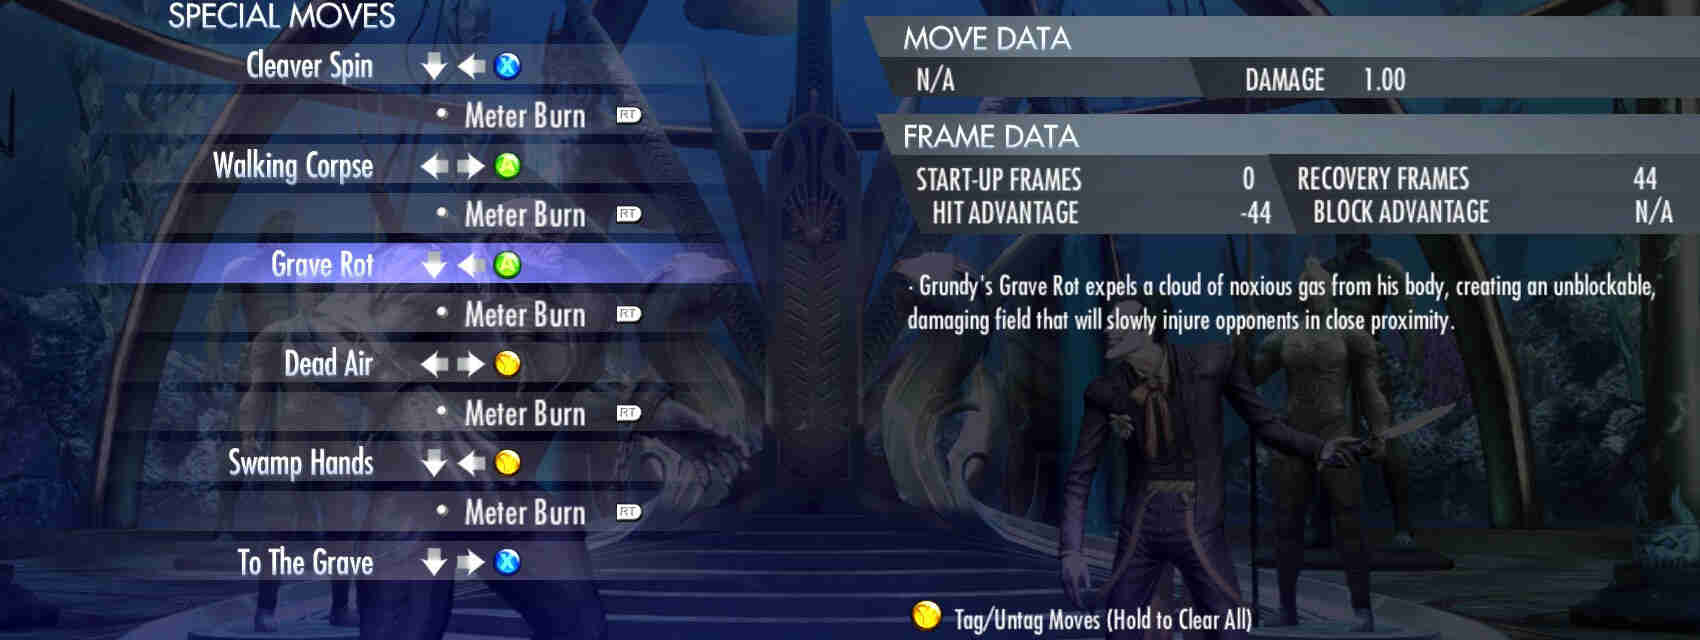 SPECIAL MOVES
Cleaver Spin X
• Meter Burn RT
Walking Corpse A
• Meter Burn RT
Grave Rot A
• Meter Burn RT
Dead Air Y
• Meter Burn RT
Swamp Hands Y
• Meter Burn RT
To The Grave X
MOVE DATA
N/A DAMAGE 1.00
FRAME DATA
START-UP FRAMES 0 RECOVERY FRAMES 44
HIT ADVANTAGE -44 BLOCK ADVANTAGE N/A
· Grundy's Grave Rot expels a cloud of noxious gas from his body, creating an unblockable,
damaging field that will slowly injure opponents in close proximity.
Y Tag/Untag Moves (Hold to Clear All)